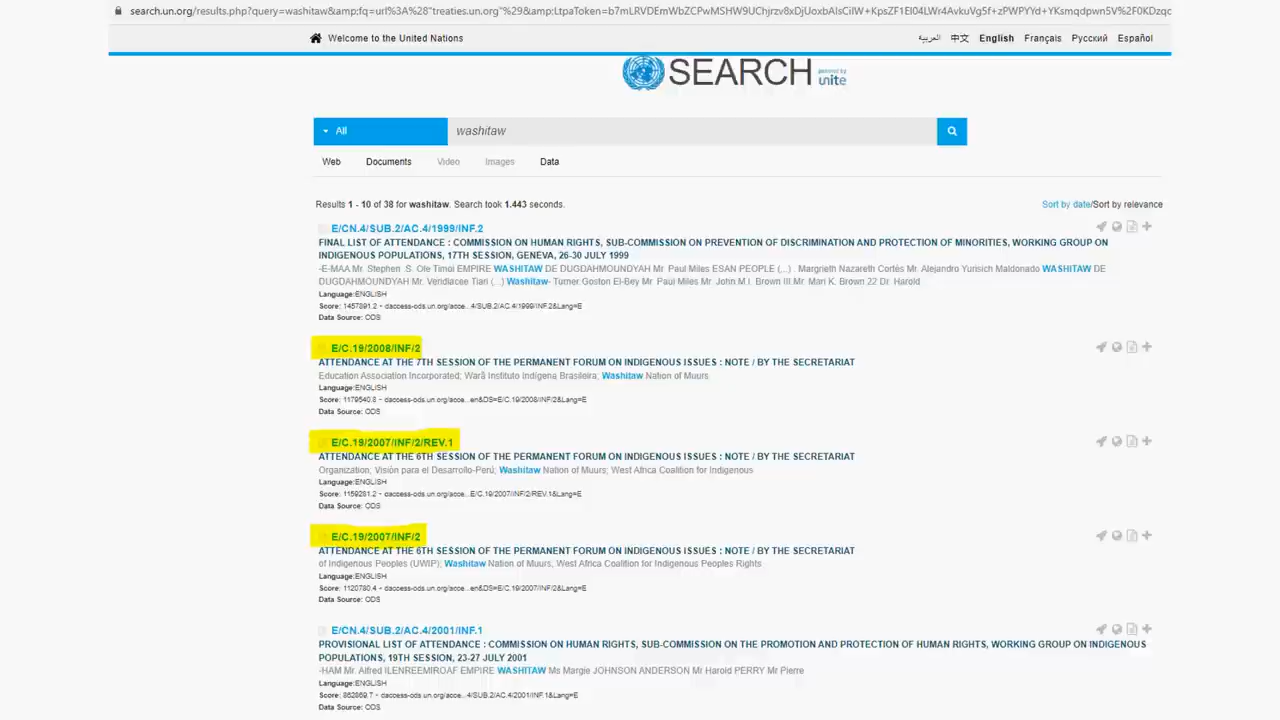 search.un.org/results.php?query=washitaw&amp;fq=url%3A%28"treaties.un.org"%29&amp;LtpaToken=b7mLRVDEmWbZCPwMSHW9UChjrzv8xDjUoxbAlsCilW+KpsZF1El04LWr4AvkuVg5f+zPWPYYd+YKsmqdpwn5V%2F0KDzqc
Welcome to the United Nations
العربية 中文 English Français Русский Español
SEARCH powered by unite
All washitaw
Web Documents Video Images Data
Results 1 - 10 of 38 for washitaw. Search took 1.443 seconds. Sort by date/Sort by relevance
E/CN.4/SUB.2/AC.4/1999/INF.2
FINAL LIST OF ATTENDANCE : COMMISSION ON HUMAN RIGHTS, SUB-COMMISSION ON PREVENTION OF DISCRIMINATION AND PROTECTION OF MINORITIES, WORKING GROUP ON
INDIGENOUS POPULATIONS, 17TH SESSION, GENEVA, 26-30 JULY 1999
-E-MAA Mr. Stephen .S. Ole Timoi EMPIRE WASHITAW DE DUGDAHMOUNDYAH Mr. Paul Miles ESAN PEOPLE (...) . Margrieth Nazareth Cortés Mr. Alejandro Yurisich Maldonado WASHITAW DE
DUGDAHMOUNDYAH Mr. Veridiacee Tiari (...) Washitaw- Turner Goston El-Bey Mr. Paul Miles Mr. John.M.I. Brown III.Mr. Mari K. Brown 22 Dr. Harold
Language:ENGLISH
Score: 1457891.2 - daccess-ods.un.org/acce...4/SUB.2/AC.4/1999/INF.2&Lang=E
Data Source: ODS
E/C.19/2008/INF/2
ATTENDANCE AT THE 7TH SESSION OF THE PERMANENT FORUM ON INDIGENOUS ISSUES : NOTE / BY THE SECRETARIAT
Education Association Incorporated; Warã Instituto Indígena Brasileira; Washitaw Nation of Muurs
Language:ENGLISH
Score: 1179540.8 - daccess-ods.un.org/acce...en&DS=E/C.19/2008/INF/2&Lang=E
Data Source: ODS
E/C.19/2007/INF/2/REV.1
ATTENDANCE AT THE 6TH SESSION OF THE PERMANENT FORUM ON INDIGENOUS ISSUES : NOTE / BY THE SECRETARIAT
Organization; Visión para el Desarrollo-Perú; Washitaw Nation of Muurs; West Africa Coalition for Indigenous
Language:ENGLISH
Score: 1159281.2 - daccess-ods.un.org/acce...E/C.19/2007/INF/2/REV.1&Lang=E
Data Source: ODS
E/C.19/2007/INF/2
ATTENDANCE AT THE 6TH SESSION OF THE PERMANENT FORUM ON INDIGENOUS ISSUES : NOTE / BY THE SECRETARIAT
of Indigenous Peoples (UWIP); Washitaw Nation of Muurs, West Africa Coalition for Indigenous Peoples Rights
Language:ENGLISH
Score: 1120780.4 - daccess-ods.un.org/acce...en&DS=E/C.19/2007/INF/2&Lang=E
Data Source: ODS
E/CN.4/SUB.2/AC.4/2001/INF.1
PROVISIONAL LIST OF ATTENDANCE : COMMISSION ON HUMAN RIGHTS, SUB-COMMISSION ON THE PROMOTION AND PROTECTION OF HUMAN RIGHTS, WORKING GROUP ON INDIGENOUS
POPULATIONS, 19TH SESSION, 23-27 JULY 2001
-HAM Mr. Alfred ILENREEMIROAF EMPIRE WASHITAW Ms Margie JOHNSON ANDERSON Mr Harold PERRY Mr Pierre
Language:ENGLISH
Score: 862869.7 - daccess-ods.un.org/acce...4/SUB.2/AC.4/2001/INF.1&Lang=E
Data Source: ODS